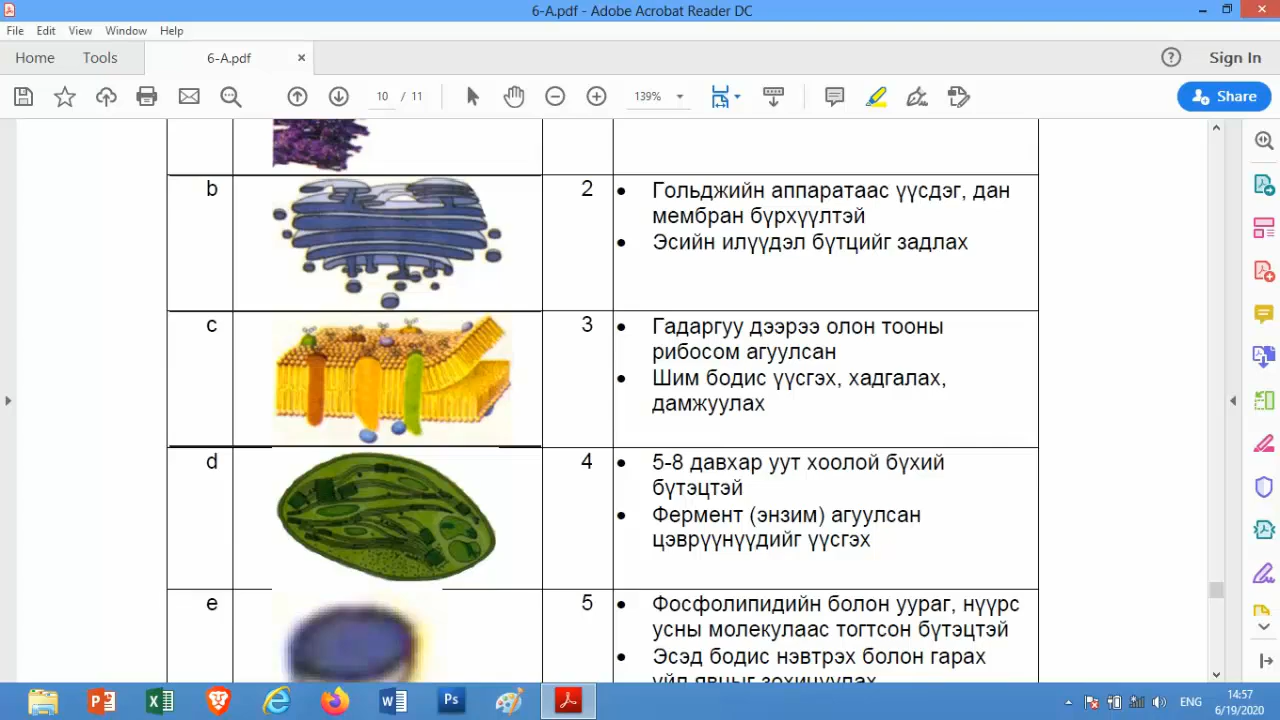 6-A.pdf - Adobe Acrobat Reader DC
File Edit View Window Help
Home Tools 6-A.pdf × Sign In
10 / 11 139% Share
b 2 • Гольджийн аппаратаас үүсдэг, дан
мембран бүрхүүлтэй
• Эсийн илүүдэл бүтцийг задлах
c 3 • Гадаргуу дээрээ олон тооны
рибосом агуулсан
• Шим бодис үүсгэх, хадгалах,
дамжуулах
d 4 • 5-8 давхар уут хоолой бүхий
бүтэцтэй
• Фермент (энзим) агуулсан
цэврүүнүүдийг үүсгэх
e 5 • Фосфолипидийн болон уураг, нүүрс
усны молекулаас тогтсон бүтэцтэй
• Эсэд бодис нэвтрэх болон гарах
үйл явцыг зохицуулах
ENG 14:57
6/19/2020